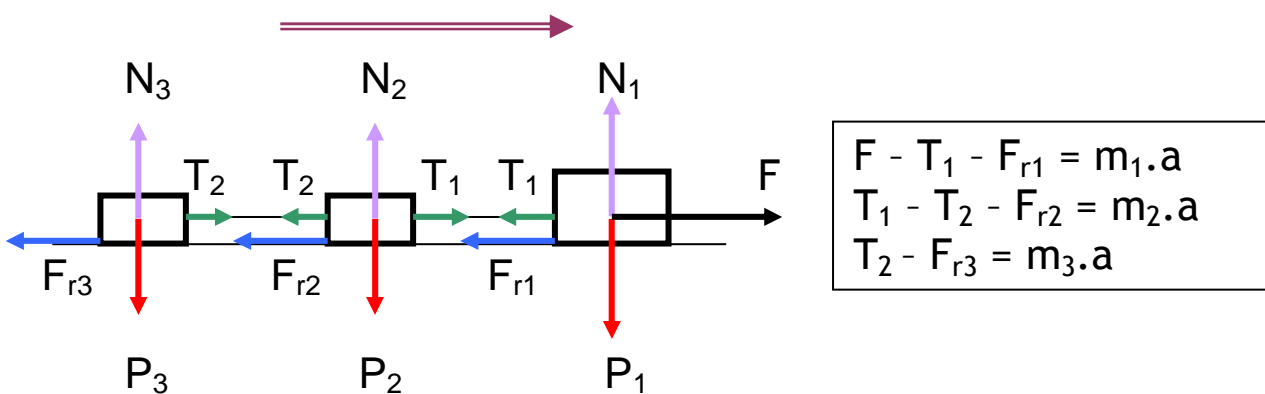 N₃ N₂ N₁
T₂ T₂ T₁ T₁ F
Fᵣ₃ Fᵣ₂ Fᵣ₁
P₃ P₂ P₁
F - T₁ - Fᵣ₁ = m₁.a
T₁ - T₂ - Fᵣ₂ = m₂.a
T₂ - Fᵣ₃ = m₃.a